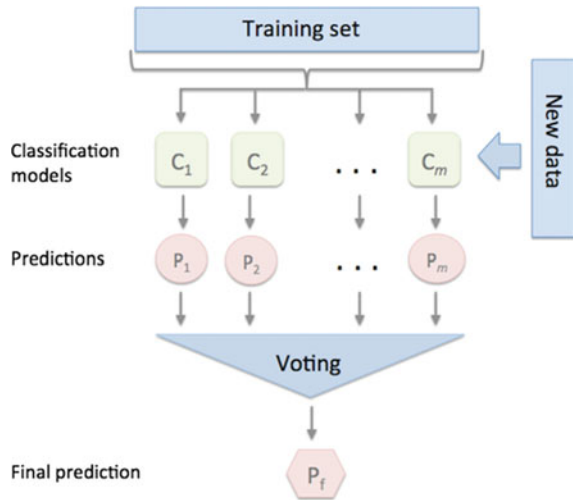 Training set
New data
Classification
models
C1 C2 ... Cm
Predictions
P1 P2 ... Pm
Voting
Final prediction
Pf